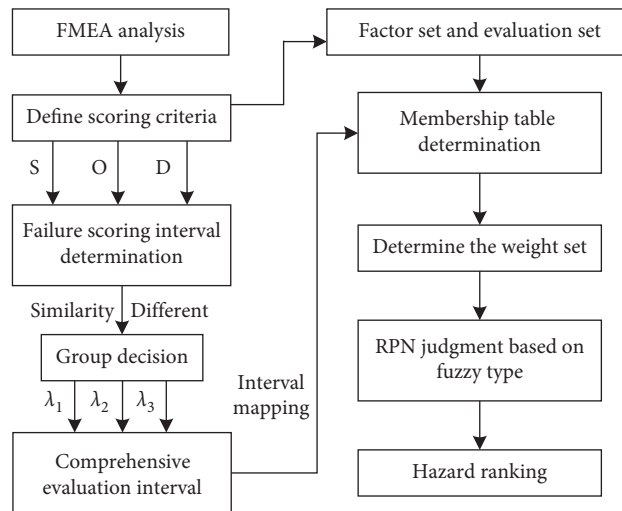 FMEA analysis
Define scoring criteria
S O D
Failure scoring interval
determination
Similarity Different
Group decision
λ1 λ2 λ3
Comprehensive
evaluation interval
Interval
mapping
Factor set and evaluation set
Membership table
determination
Determine the weight set
RPN judgment based on
fuzzy type
Hazard ranking